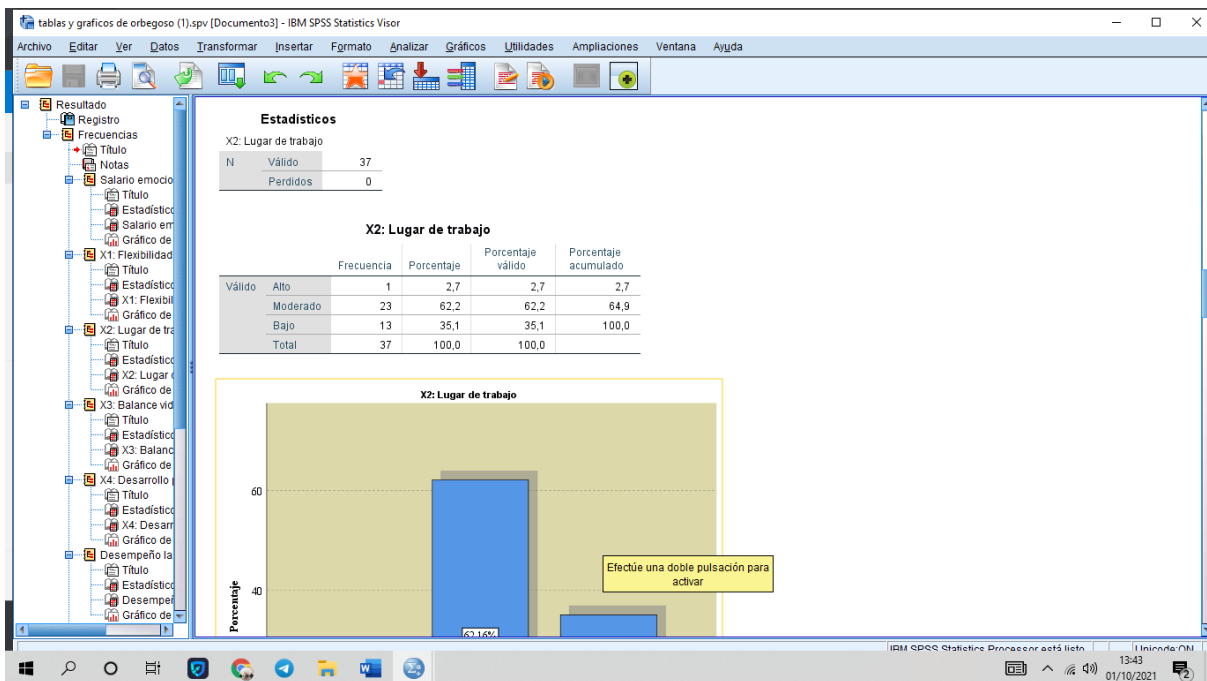 tablas y graficos de orbegoso (1).spv [Documento3] - IBM SPSS Statistics Visor
Archivo Editar Ver Datos Transformar Insertar Formato Analizar Gráficos Utilidades Ampliaciones Ventana Ayuda
Resultado
Registro
Frecuencias
Título
Notas
Salario emocio
Título
Estadístico
Salario em
Gráfico de
X1: Flexibilidad
Título
Estadístico
X1: Flexibil
Gráfico de
X2: Lugar de tra
Título
Estadístico
X2: Lugar
Gráfico de
X3: Balance vid
Título
Estadístico
X3: Balanc
Gráfico de
X4: Desarrollo
Título
Estadístico
X4: Desarr
Gráfico de
Desempeño la
Título
Estadístico
Desempeñ
Gráfico de
Estadísticos
X2: Lugar de trabajo
N Válido 37
Perdidos 0
X2: Lugar de trabajo
Frecuencia Porcentaje Porcentaje válido Porcentaje acumulado
Válido Alto 1 2,7 2,7 2,7
Moderado 23 62,2 62,2 64,9
Bajo 13 35,1 35,1 100,0
Total 37 100,0 100,0
X2: Lugar de trabajo
60
40
Porcentaje
62,16%
Efectúe una doble pulsación para
activar
IBM SPSS Statistics Processor está listo Unicode:ON
13:43
01/10/2021
2